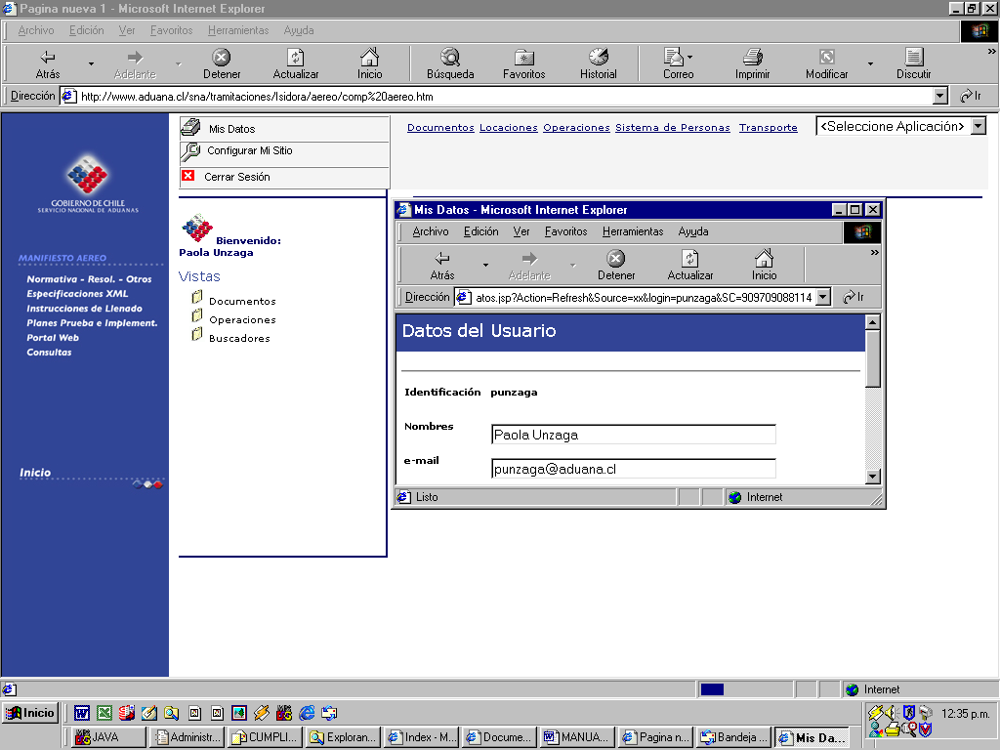 Pagina nueva 1 - Microsoft Internet Explorer
Archivo Edición Ver Favoritos Herramientas Ayuda
Atrás Adelante Detener Actualizar Inicio Búsqueda Favoritos Historial Correo Imprimir Modificar Discutir
Dirección http://www.aduana.cl/sna/tramitaciones/Isidora/aereo/comp%20aereo.htm Ir
GOBIERNO DE CHILE
SERVICIO NACIONAL DE ADUANAS
MANIFIESTO AEREO
Normativa - Resol. - Otros
Especificaciones XML
Instrucciones de Llenado
Planes Prueba e Implement.
Portal Web
Consultas
Inicio
Mis Datos
Configurar Mi Sitio
Cerrar Sesión
Documentos Locaciones Operaciones Sistema de Personas Transporte <Seleccione Aplicación>
Bienvenido:
Paola Unzaga
Vistas
Documentos
Operaciones
Buscadores
Mis Datos - Microsoft Internet Explorer
Archivo Edición Ver Favoritos Herramientas Ayuda
Atrás Adelante Detener Actualizar Inicio
Dirección atos.jsp?Action=Refresh&Source=xx&login=punzaga&SC=909709088114 Ir
Datos del Usuario
Identificación punzaga
Nombres Paola Unzaga
e-mail punzaga@aduana.cl
Listo Internet
Internet
Inicio 12:35 p.m.
JAVA Administr... CUMPLI... Exploran... Index - M... Docume... MANUA... Pagina n... Bandeja ... Mis Da...